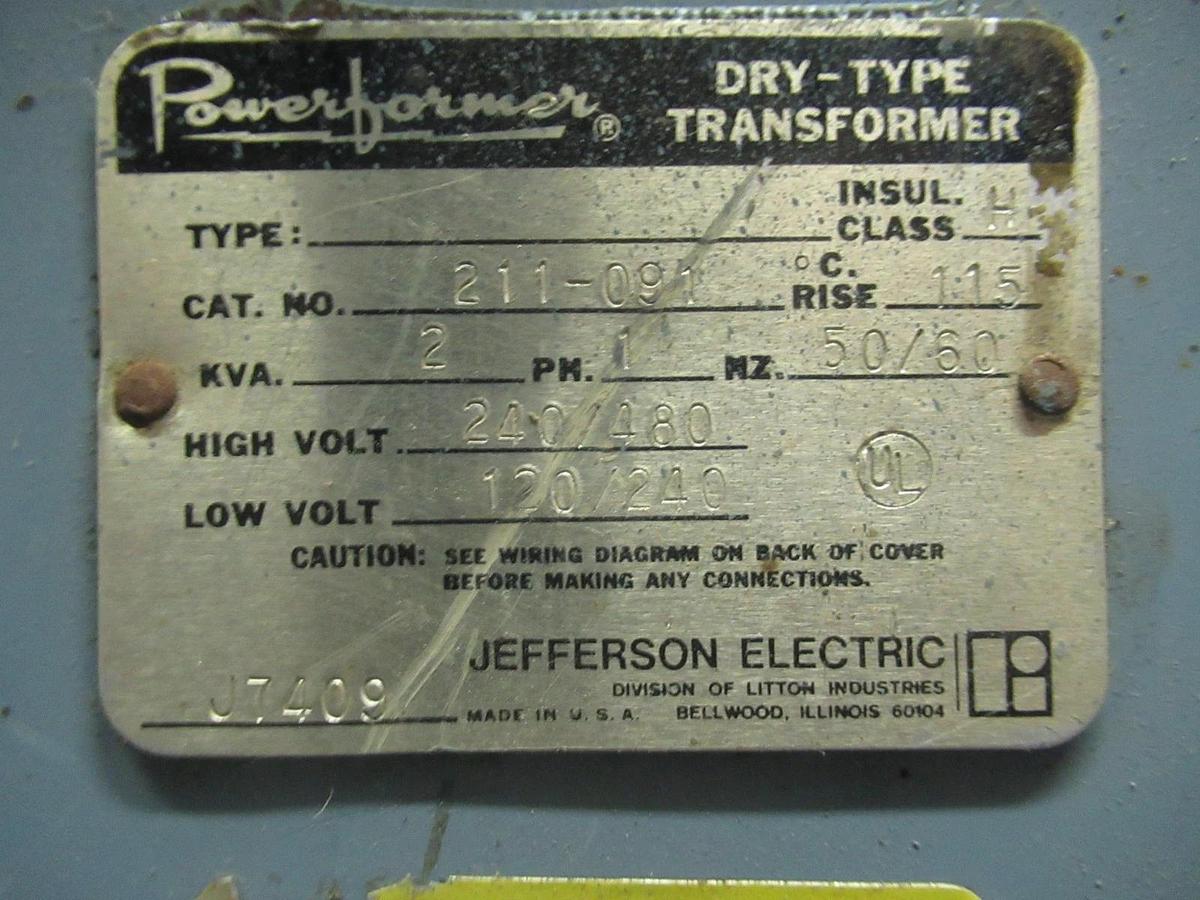 Powerformer® DRY-TYPE TRANSFORMER
TYPE: INSUL. CLASS H
CAT. NO. 211-091 °C. RISE 115
KVA. 2 PH. 1 HZ. 50/60
HIGH VOLT. 240/480
LOW VOLT 120/240
UL
CAUTION: SEE WIRING DIAGRAM ON BACK OF COVER
BEFORE MAKING ANY CONNECTIONS.
JEFFERSON ELECTRIC
DIVISION OF LITTON INDUSTRIES
J7409 MADE IN U.S.A. BELLWOOD, ILLINOIS 60104